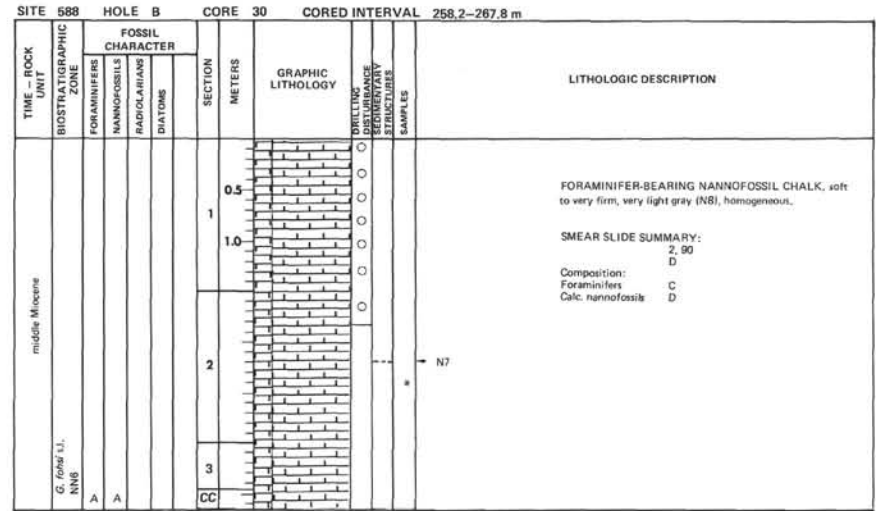 SITE 588 HOLE B CORE 30 CORED INTERVAL 258.2–267.8 m
TIME – ROCK UNIT
BIOSTRATIGRAPHIC ZONE
FOSSIL CHARACTER
FORAMINIFERS
NANNOFOSSILS
RADIOLARIANS
DIATOMS
SECTION
METERS
GRAPHIC LITHOLOGY
DRILLING DISTURBANCE
SEDIMENTARY STRUCTURES
SAMPLES
LITHOLOGIC DESCRIPTION
middle Miocene
G. fohsi s.l.
NN6
A A
1
0.5
1.0
2
3
CC
N7
*
FORAMINIFER-BEARING NANNOFOSSIL CHALK, soft
to very firm, very light gray (N8), homogeneous.
SMEAR SLIDE SUMMARY:
2, 90
D
Composition:
Foraminifers C
Calc. nannofossils D